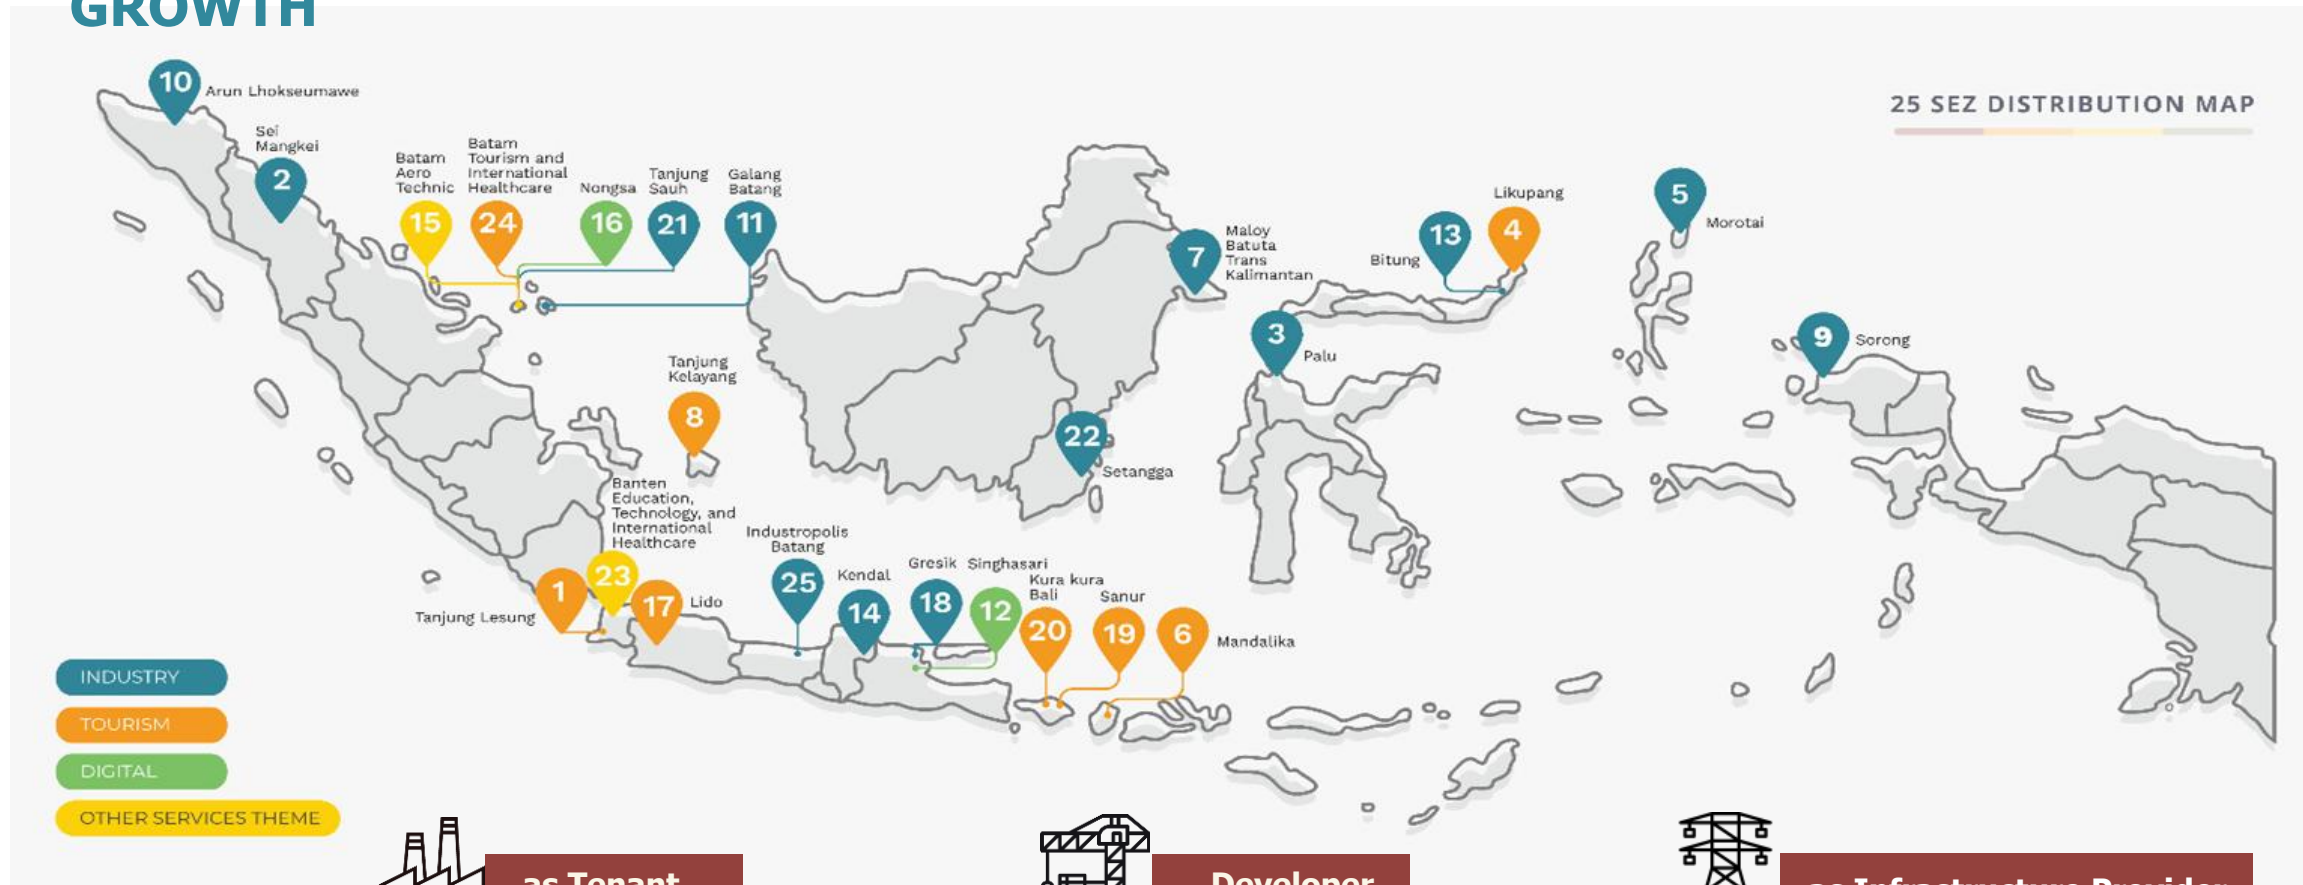 GROWTH
25 SEZ DISTRIBUTION MAP
10
Arun Lhokseumawe
Sei
Mangkei
2
Batam
Aero
Technic
15
Batam
Tourism and
International
Healthcare
24
Nongsa
16
Tanjung
Sauh
21
Galang
Batang
11
Maloy
Batuta
Trans
Kalimantan
7
Bitung
13
Likupang
4
5
Morotai
3
Palu
9
Sorong
Tanjung
Kelayang
8
22
Setangga
Banten
Education,
Technology, and
International
Healthcare
23
1
Tanjung Lesung
17
Lido
Industropolis
Batang
25
Kendal
14
Gresik
18
Singhasari
12
Kura kura
Bali
20
Sanur
19
6
Mandalika
INDUSTRY
TOURISM
DIGITAL
OTHER SERVICES THEME
as Tenant
Developer
as Infrastructure Provider